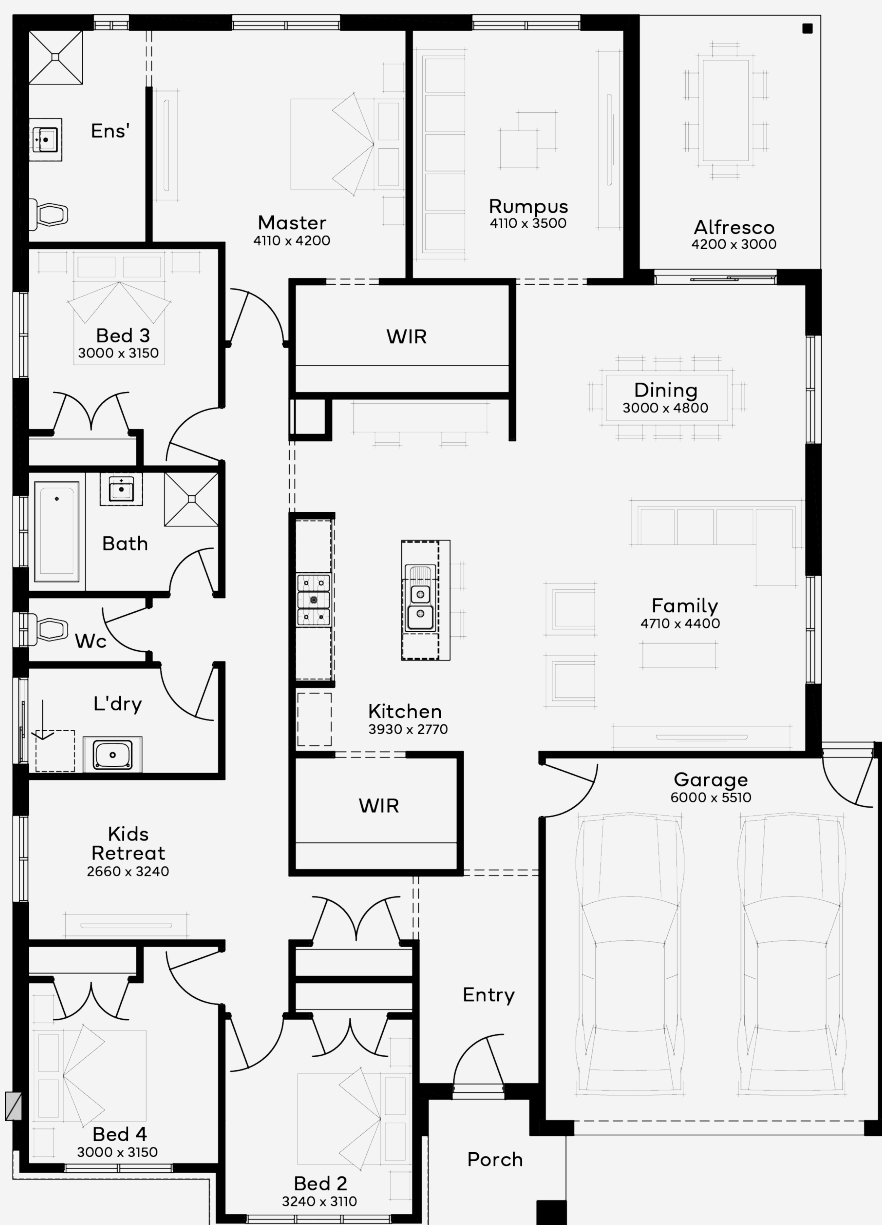 Ens'
Master
4110 x 4200
Rumpus
4110 x 3500
Alfresco
4200 x 3000
Bed 3
3000 x 3150
WIR
Dining
3000 x 4800
Bath
Family
4710 x 4400
Wc
L'dry
Kitchen
3930 x 2770
Garage
6000 x 5510
WIR
Kids
Retreat
2660 x 3240
Entry
Bed 4
3000 x 3150
Porch
Bed 2
3240 x 3110